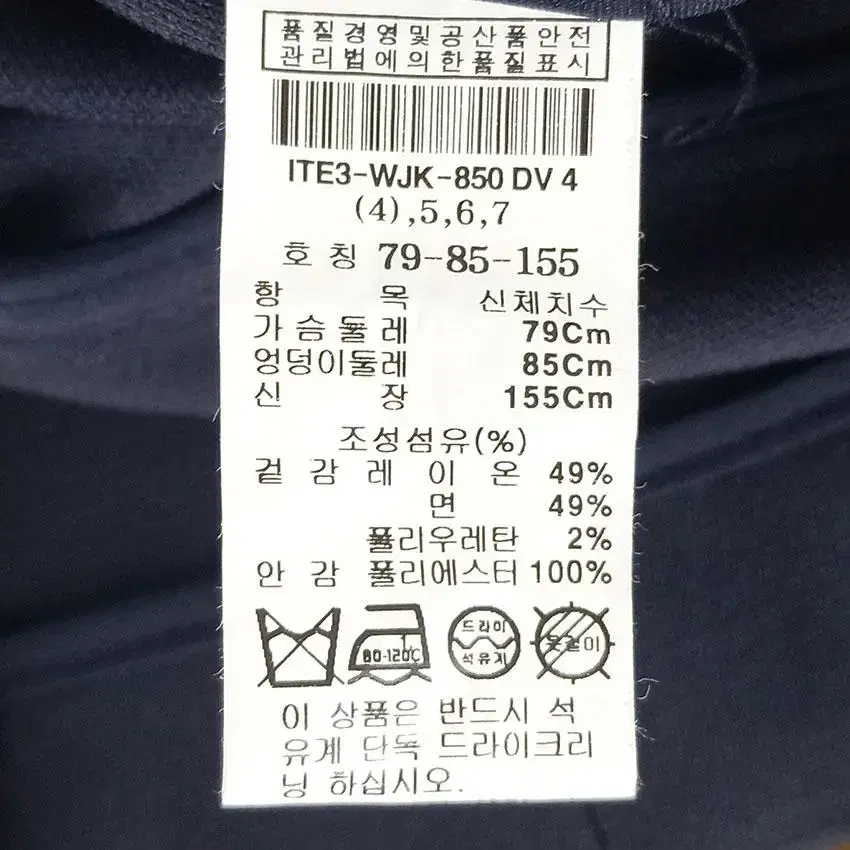 품질경영및공산품안전
관리법에의한품질표시
ITE3-WJK-850 DV 4
(4),5,6,7
호 칭 79-85-155
항 목 신체치수
가슴둘레 79Cm
엉덩이둘레 85Cm
신 장 155Cm
조성섬유(%)
겉 감 레 이 온 49%
면 49%
폴리우레탄 2%
안 감 폴리에스터 100%
80-120℃
드라이
석유계
옷걸이
이 상품은 반드시 석
유계 단독 드라이크리
닝 하십시오.